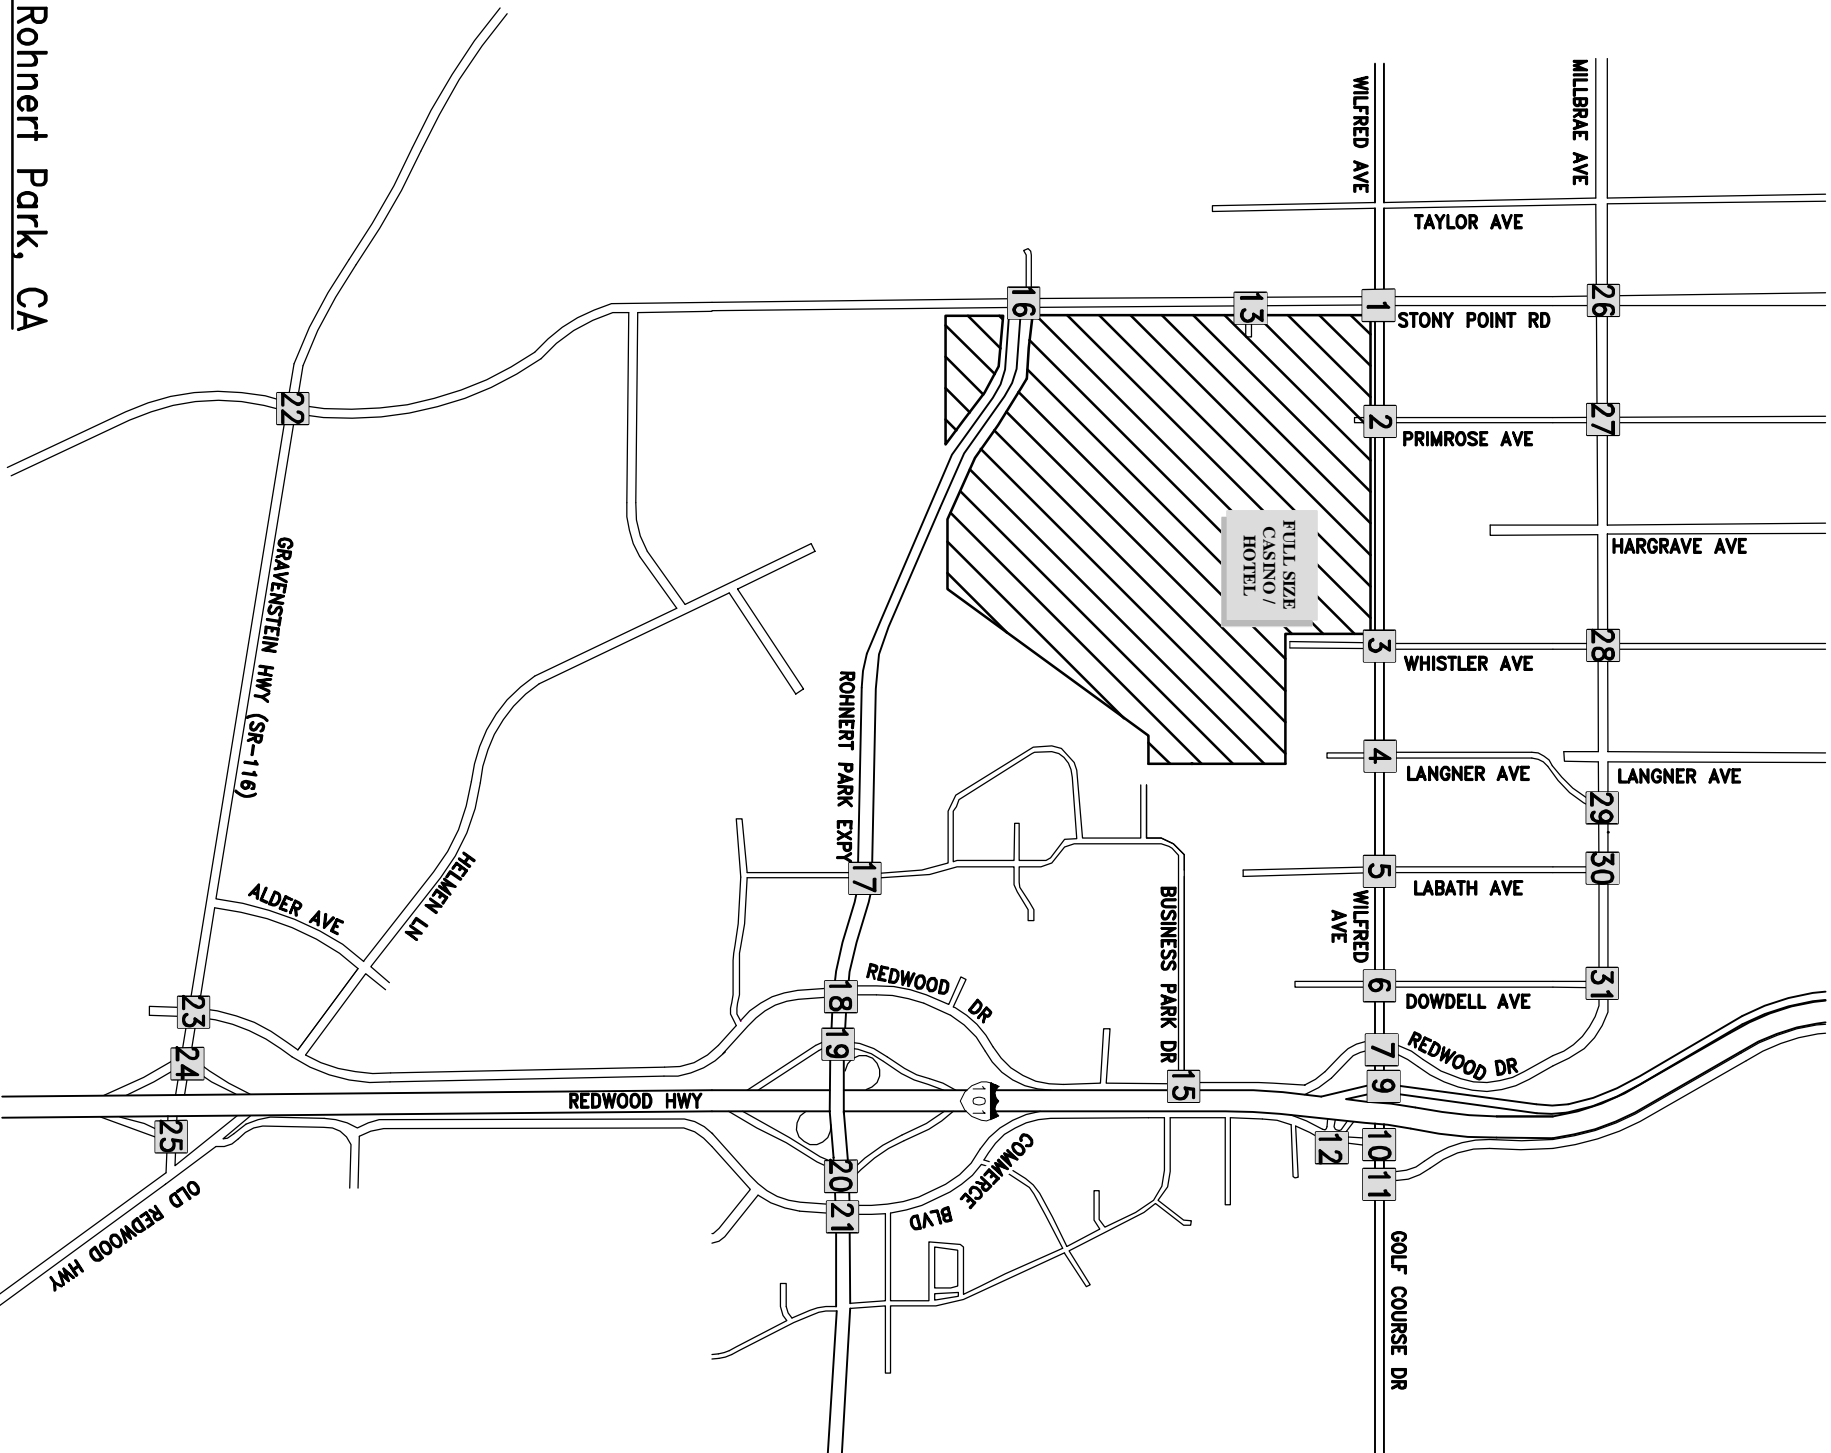 Rohnert Park, CA
MILLBRAE AVE
WILFRED AVE
TAYLOR AVE
16
13
1
STONY POINT RD
26
22
2
PRIMROSE AVE
27
FULL SIZE
CASINO /
HOTEL
HARGRAVE AVE
GRAVENSTEIN HWY (SR-116)
3
WHISTLER AVE
28
ROHNERT PARK EXPY
4
LANGNER AVE
LANGNER AVE
29
17
5
LABATH AVE
30
HELMEN LN
ALDER AVE
BUSINESS PARK DR
WILFRED
AVE
18
REDWOOD DR
6
DOWDELL AVE
31
23
19
7
REDWOOD DR
24
15
9
REDWOOD HWY
101
25
20
COMMERCE BLVD
12
10
21
11
OLD REDWOOD HWY
GOLF COURSE DR